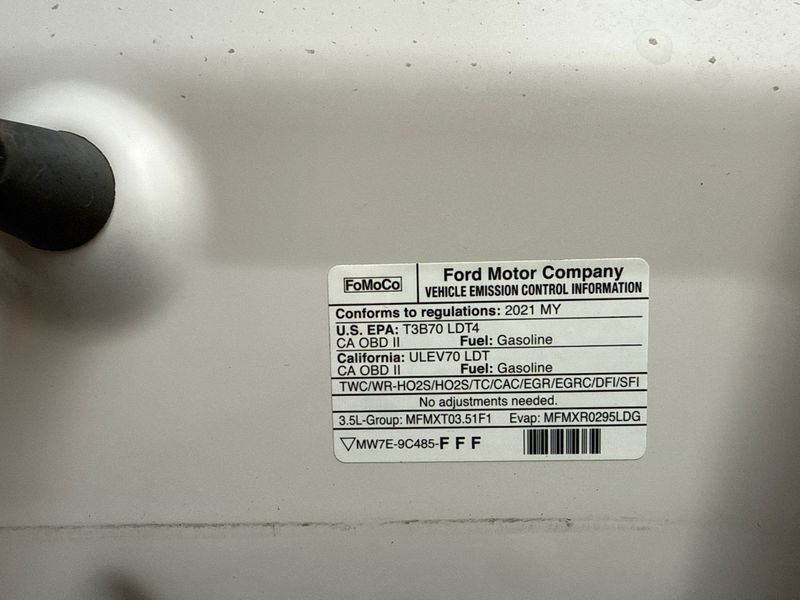 FoMoCo
Ford Motor Company
VEHICLE EMISSION CONTROL INFORMATION
Conforms to regulations: 2021 MY
U.S. EPA: T3B70 LDT4
CA OBD II Fuel: Gasoline
California: ULEV70 LDT
CA OBD II Fuel: Gasoline
TWC/WR-HO2S/HO2S/TC/CAC/EGR/EGRC/DFI/SFI
No adjustments needed.
3.5L-Group: MFMXT03.51F1 Evap: MFMXR0295LDG
MW7E-9C485-F F F